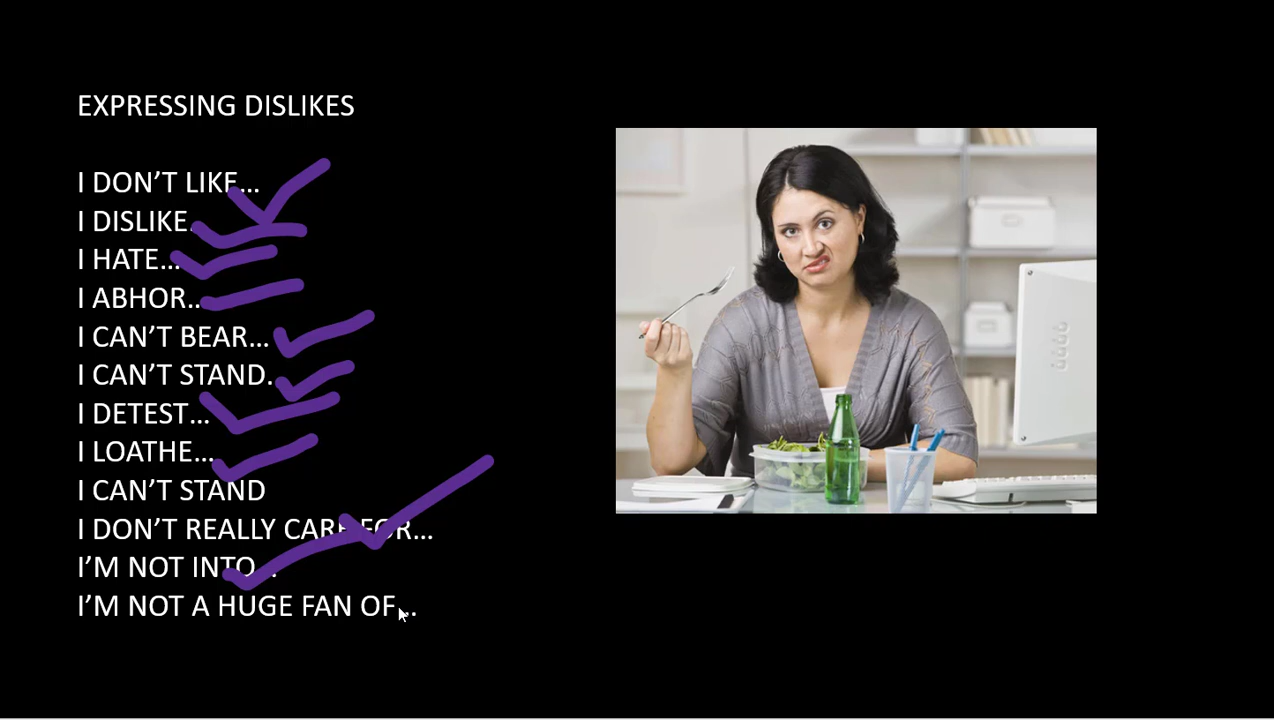 EXPRESSING DISLIKES
I DON’T LIKE…
I DISLIKE.
I HATE…
I ABHOR..
I CAN’T BEAR…
I CAN’T STAND.
I DETEST…
I LOATHE…
I CAN’T STAND
I DON’T REALLY CARE FOR…
I’M NOT INTO…
I’M NOT A HUGE FAN OF…